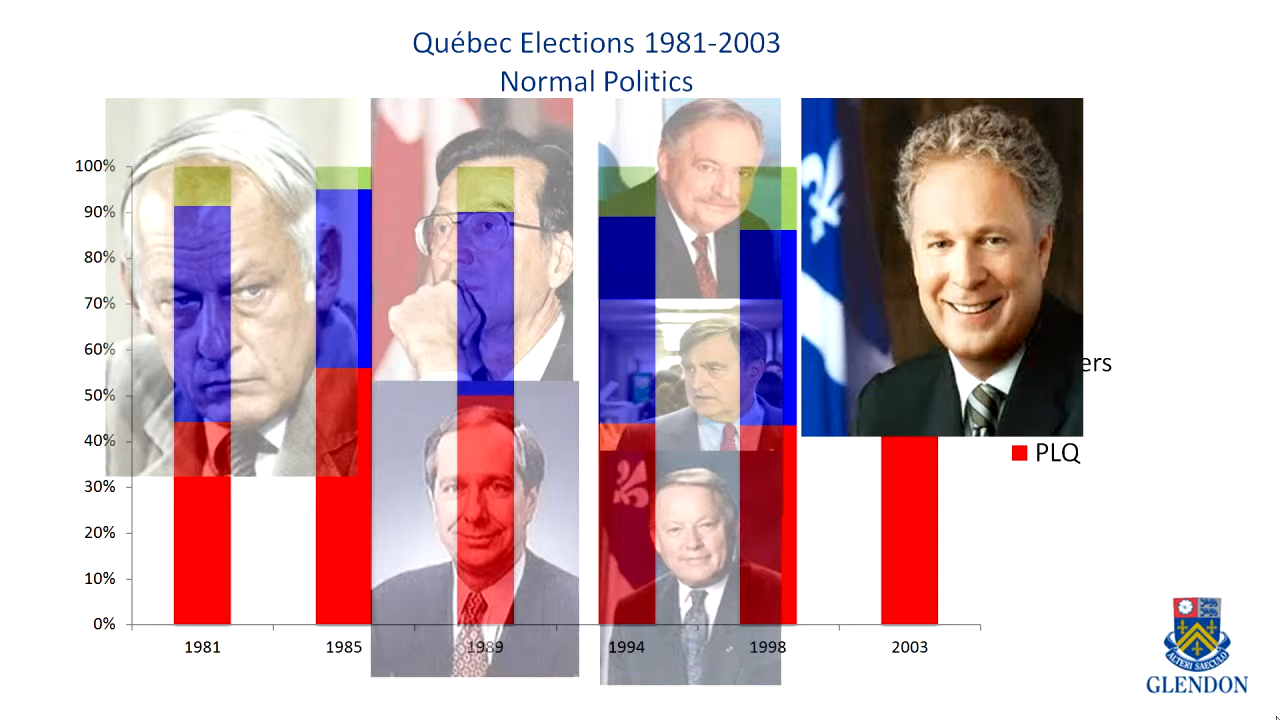 Québec Elections 1981-2003
Normal Politics
100%
90%
80%
70%
60%
50%
40%
30%
20%
10%
0%
1981
1985
1989
1994
1998
2003
ers
PLQ
ALTERI SAECULO
GLENDON